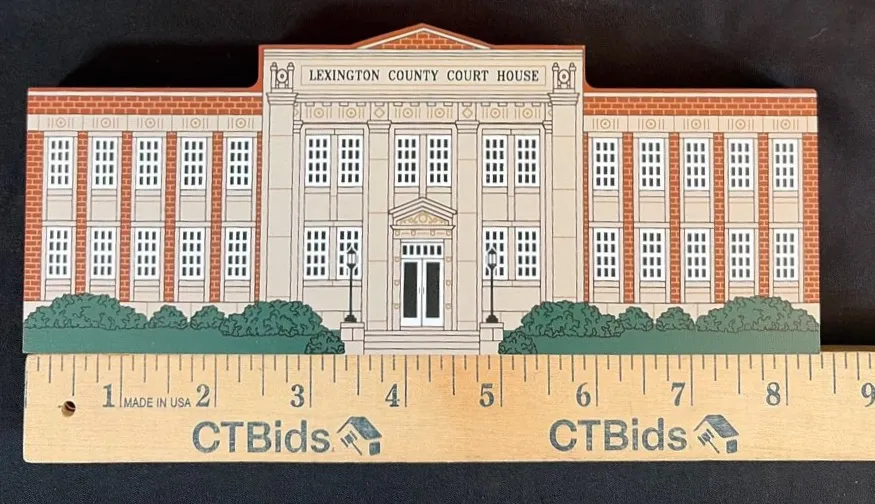 LEXINGTON COUNTY COURT HOUSE
1 MADE IN USA 2 3 4 5 6 7 8 9
CTBids. CTBids